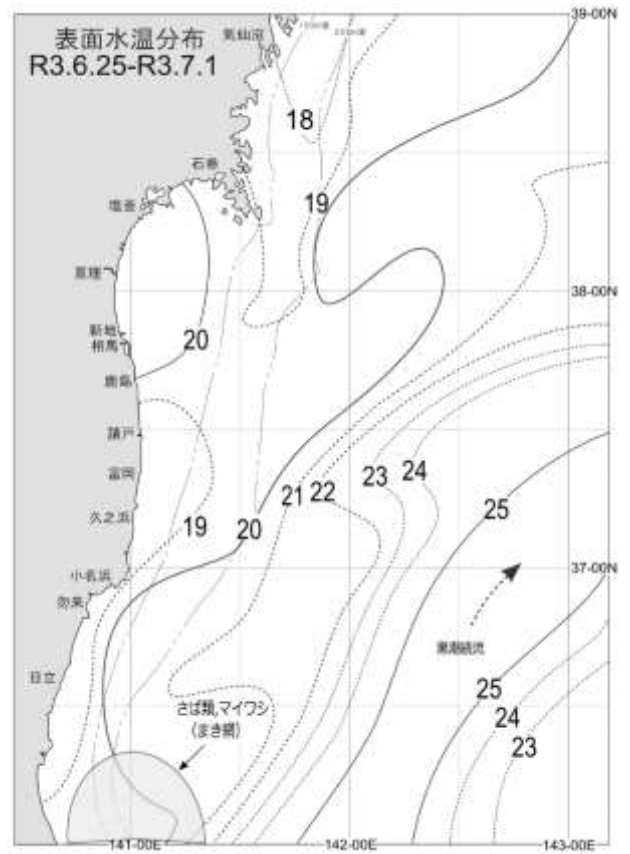 表面水温分布
R3.6.25-R3.7.1
39-00N
気仙沼
18
石巻
19
塩釜
亘理
38-00N
新地
相馬
20
鹿島
請戸
富岡
23
24
21
22
25
久之浜
19
20
小名浜
37-00N
勿来
黒潮続流
日立
25
さば類,マイワシ
(まき網)
24
23
141-00E
142-00E
143-00E